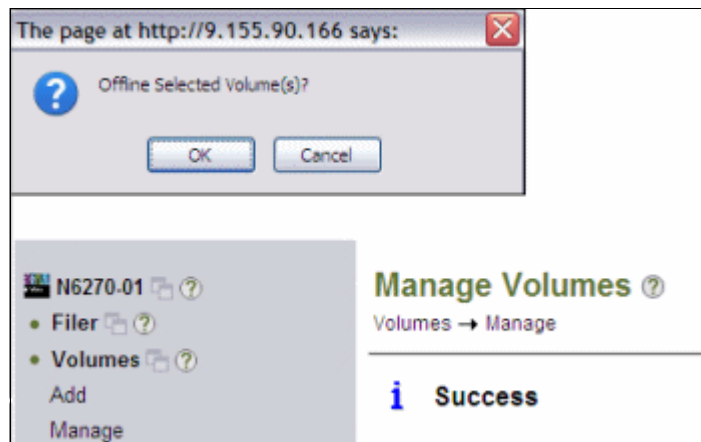 The page at http://9.155.90.166 says:
Offline Selected Volume(s)?
OK Cancel
N6270-01
Filer
Volumes
Add
Manage
Manage Volumes
Volumes → Manage
Success